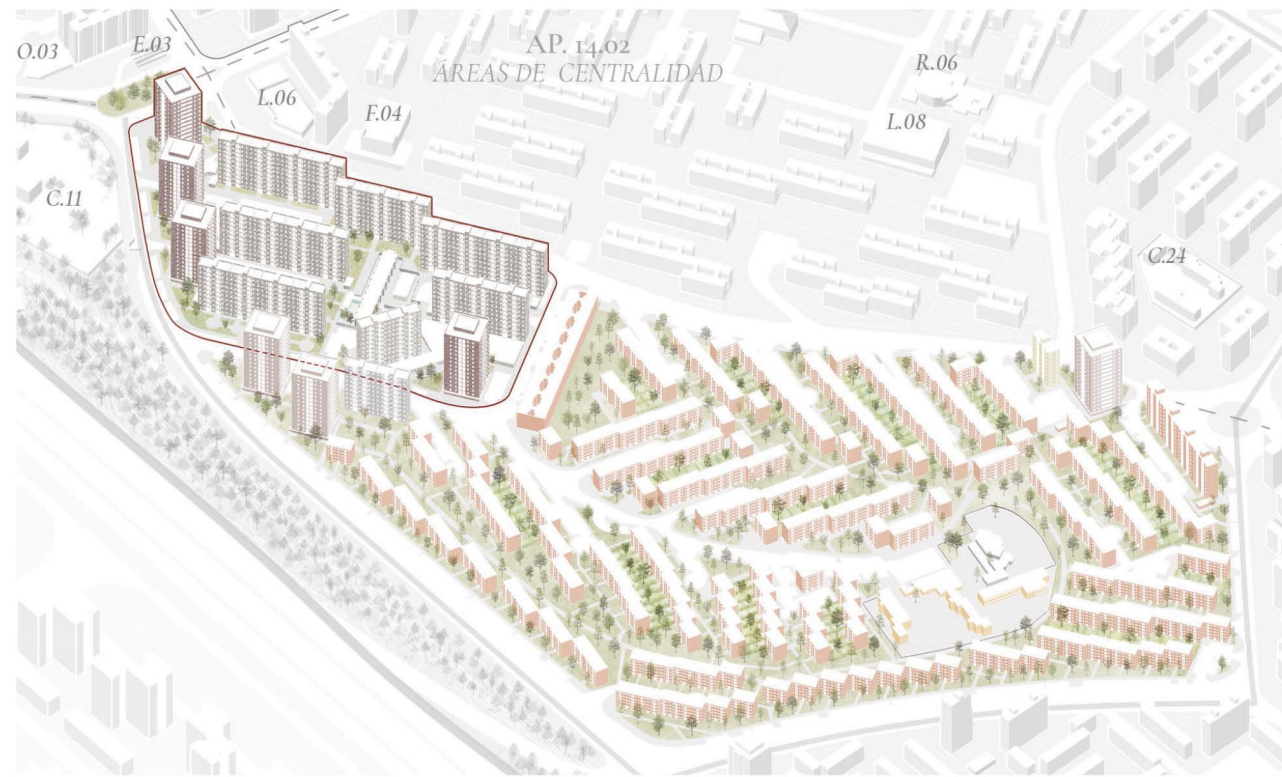 O.03
E.03
AP. 14.02
ÁREAS DE CENTRALIDAD
R.06
L.06
F.04
L.08
C.11
C.24